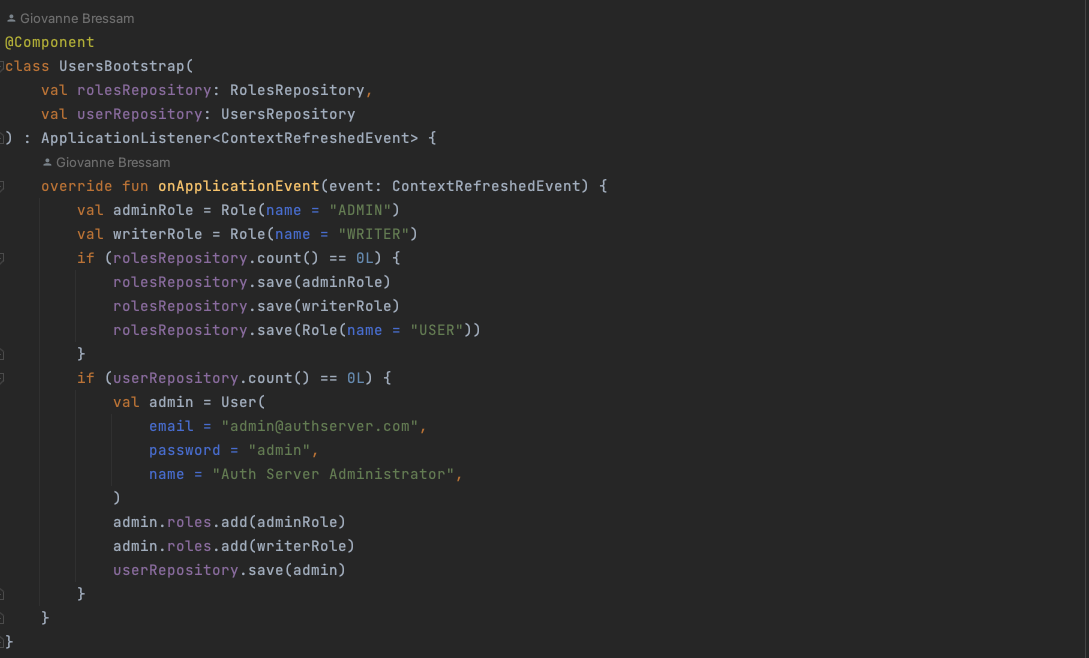 Giovanne Bressam
@Component
class UsersBootstrap(
    val rolesRepository: RolesRepository,
    val userRepository: UsersRepository
) : ApplicationListener<ContextRefreshedEvent> {
    Giovanne Bressam
    override fun onApplicationEvent(event: ContextRefreshedEvent) {
        val adminRole = Role(name = "ADMIN")
        val writerRole = Role(name = "WRITER")
        if (rolesRepository.count() == 0L) {
            rolesRepository.save(adminRole)
            rolesRepository.save(writerRole)
            rolesRepository.save(Role(name = "USER"))
        }
        if (userRepository.count() == 0L) {
            val admin = User(
                email = "admin@authserver.com",
                password = "admin",
                name = "Auth Server Administrator",
            )
            admin.roles.add(adminRole)
            admin.roles.add(writerRole)
            userRepository.save(admin)
        }
    }
}